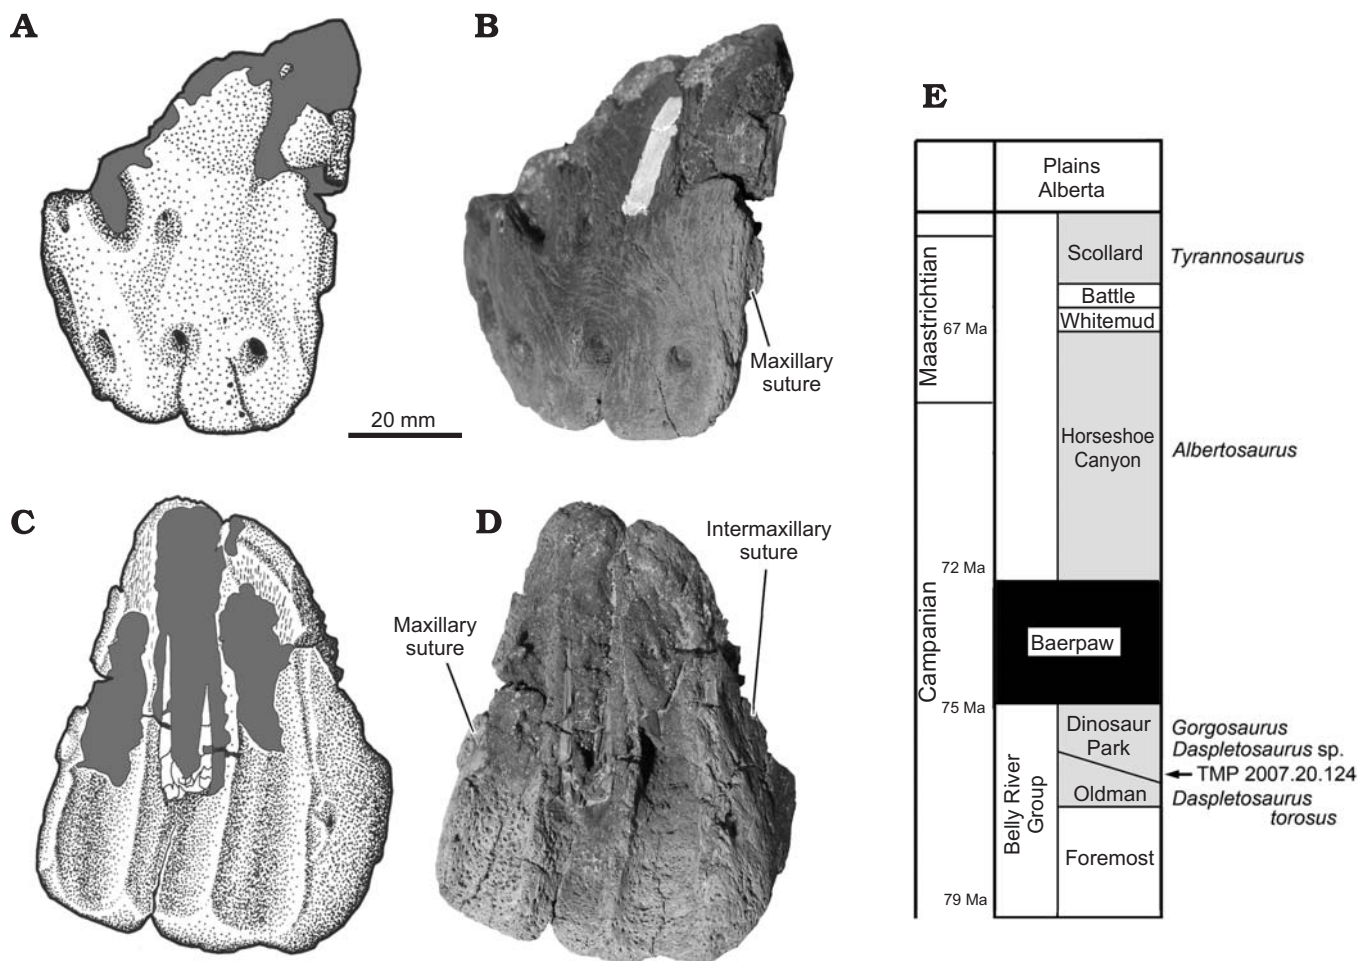 A
B
Maxillary
suture
20 mm
C
D
Maxillary
suture
Intermaxillary
suture
E
Plains
Alberta
Maastrichtian
67 Ma
Campanian
72 Ma
75 Ma
79 Ma
Belly River
Group
Scollard
Battle
Whitemud
Horseshoe
Canyon
Baerpaw
Dinosaur
Park
Oldman
Foremost
Tyrannosaurus
Albertosaurus
Gorgosaurus
Daspletosaurus sp.
TMP 2007.20.124
Daspletosaurus
torosus